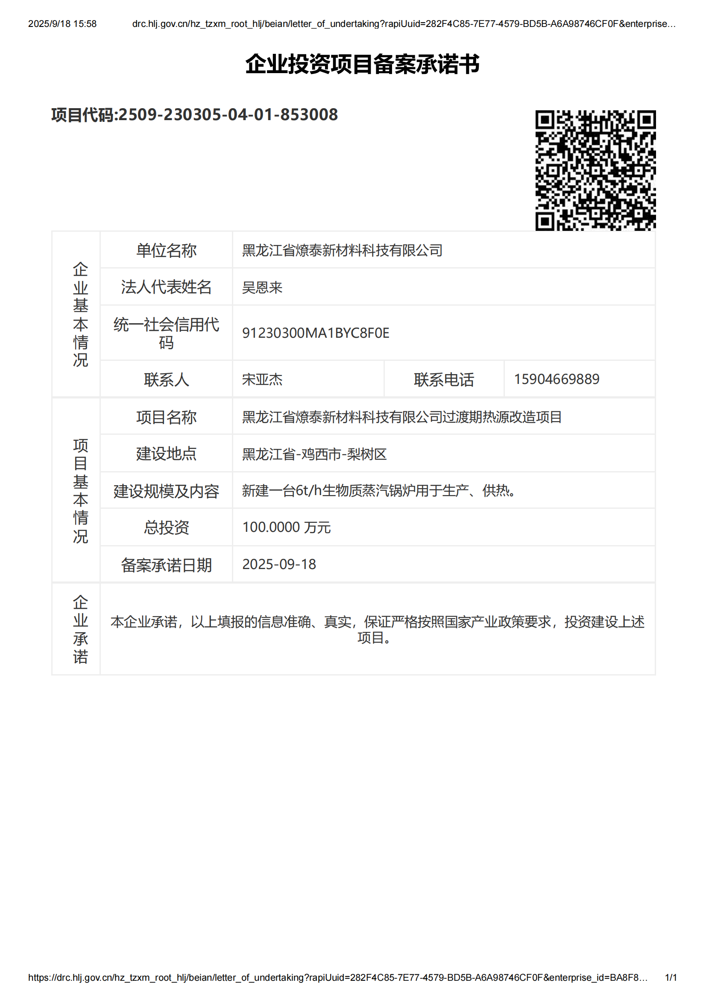 2025/9/18 15:58 drc.hlj.gov.cn/hz_tzxm_root_hlj/beian/letter_of_undertaking?rapiUuid=282F4C85-7E77-4579-BD5B-A6A98746CF0F&enterprise…
企业投资项目备案承诺书
项目代码:2509-230305-04-01-853008
企业基本情况
单位名称 黑龙江省燎泰新材料科技有限公司
法人代表姓名 吴恩来
统一社会信用代
码
91230300MA1BYC8F0E
联系人 宋亚杰 联系电话 15904669889
项目基本情况
项目名称 黑龙江省燎泰新材料科技有限公司过渡期热源改造项目
建设地点 黑龙江省-鸡西市-梨树区
建设规模及内容 新建一台6t/h生物质蒸汽锅炉用于生产、供热。
总投资 100.0000 万元
备案承诺日期 2025-09-18
企业承诺
本企业承诺，以上填报的信息准确、真实，保证严格按照国家产业政策要求，投资建设上述
项目。
https://drc.hlj.gov.cn/hz_tzxm_root_hlj/beian/letter_of_undertaking?rapiUuid=282F4C85-7E77-4579-BD5B-A6A98746CF0F&enterprise_id=BA8F8… 1/1